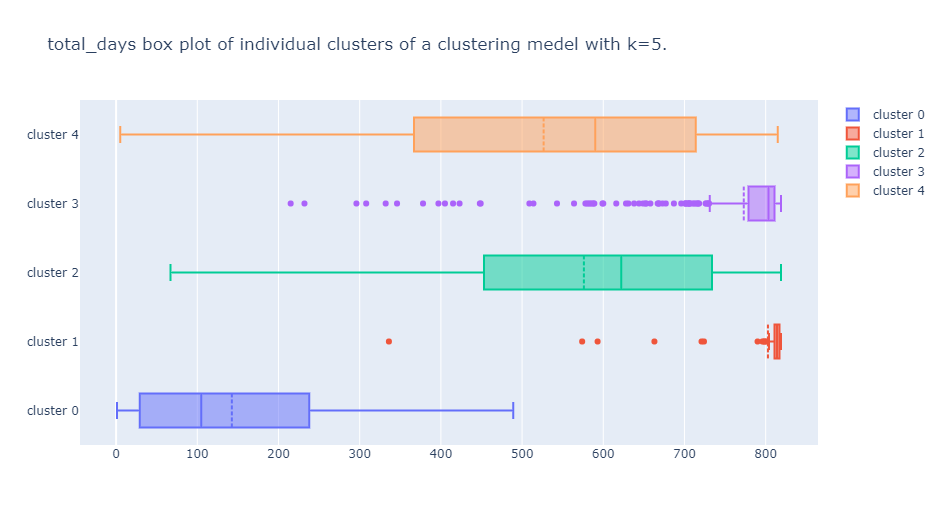 total_days box plot of individual clusters of a clustering medel with k=5.
cluster 4
cluster 3
cluster 2
cluster 1
cluster 0
0 100 200 300 400 500 600 700 800
cluster 0
cluster 1
cluster 2
cluster 3
cluster 4